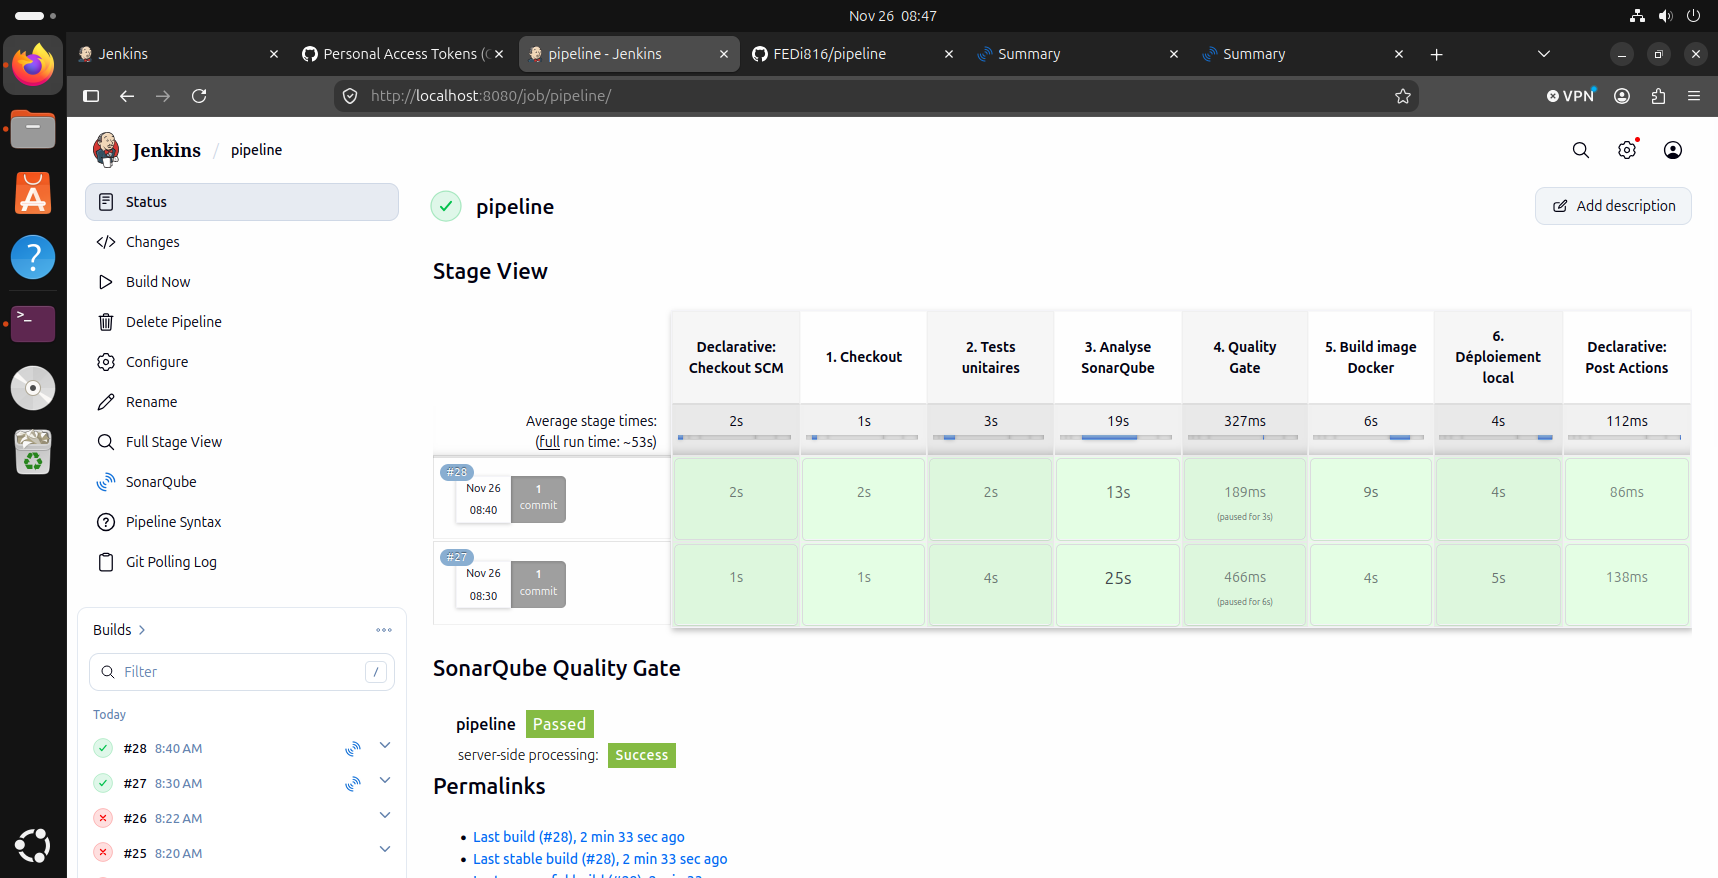 Nov 26 08:47
Jenkins
Personal Access Tokens (
pipeline - Jenkins
FEDi816/pipeline
Summary
Summary
http://localhost:8080/job/pipeline/
VPN
Jenkins / pipeline
Status
Changes
Build Now
Delete Pipeline
Configure
Rename
Full Stage View
SonarQube
Pipeline Syntax
Git Polling Log
Builds
Filter
/
Today
#28 8:40 AM
#27 8:30 AM
#26 8:22 AM
#25 8:20 AM
pipeline
Add description
Stage View
Declarative: Checkout SCM
1. Checkout
2. Tests unitaires
3. Analyse SonarQube
4. Quality Gate
5. Build image Docker
6. Déploiement local
Declarative: Post Actions
Average stage times:
(full run time: ~53s)
2s 1s 3s 19s 327ms 6s 4s 112ms
#28
Nov 26
08:40
1
commit
2s 2s 2s 13s 189ms 9s 4s 86ms
(paused for 3s)
#27
Nov 26
08:30
1
commit
1s 1s 4s 25s 466ms 4s 5s 138ms
(paused for 6s)
SonarQube Quality Gate
pipeline Passed
server-side processing: Success
Permalinks
Last build (#28), 2 min 33 sec ago
Last stable build (#28), 2 min 33 sec ago